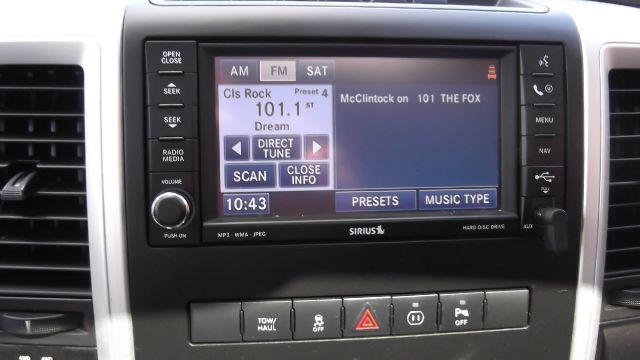 OPEN
CLOSE
SEEK
SEEK
RADIO
MEDIA
VOLUME
PUSH ON
AM FM SAT
Cls Rock Preset 4
101.1 ST
Dream
DIRECT
TUNE
SCAN
CLOSE
INFO
10:43
McClintock on 101 THE FOX
PRESETS
MUSIC TYPE
MENU
NAV
PULL
AUX
MP3 · WMA · JPEG
SIRIUS
HARD DISC DRIVE
TOW/
HAUL
OFF
OFF